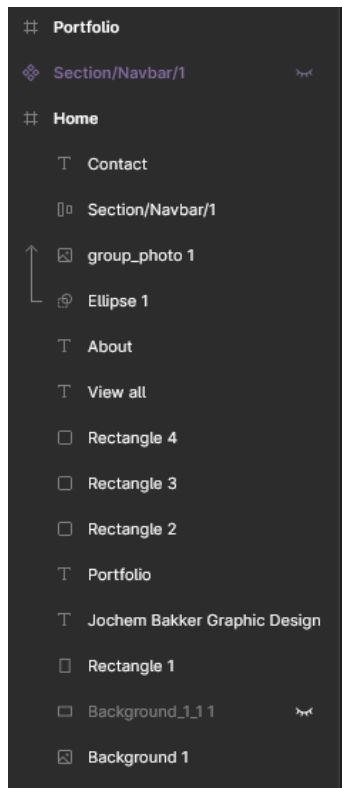 Portfolio
Section/Navbar/1
Home
Contact
Section/Navbar/1
group_photo 1
Ellipse 1
About
View all
Rectangle 4
Rectangle 3
Rectangle 2
Portfolio
Jochem Bakker Graphic Design
Rectangle 1
Background_1_1 1
Background 1